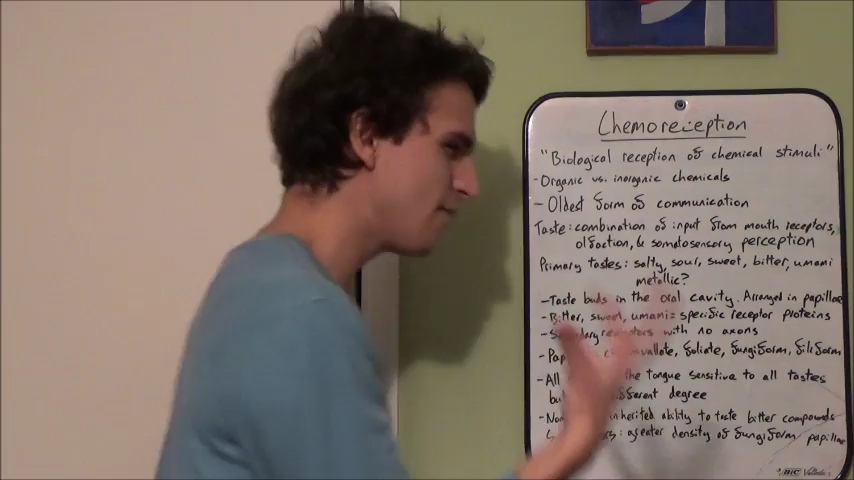 Chemoreception
"Biological reception of chemical stimuli"
-Organic vs. inorganic chemicals
- Oldest form of communication
Taste: combination of input from mouth receptors,
olfaction, & somatosensory perception
Primary tastes: salty, sour, sweet, bitter, umami
metallic?
-Taste buds in the oral cavity. Arranged in papillae
-Bitter, sweet, umami= specific receptor proteins
with no axons
foliate, fungiform, filiform
-All the tongue sensitive to all tastes
different degree
inherited ability to taste bitter compounds
: greater density of fungiform papillae
BIC Velleda